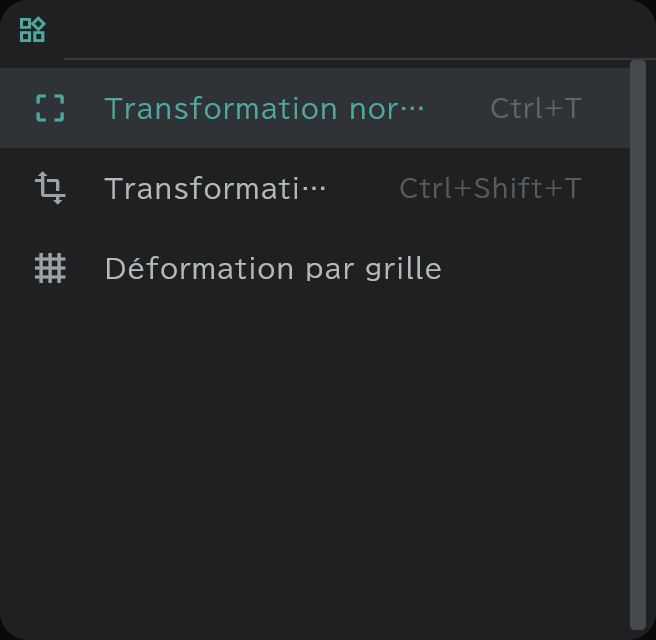 Transformation nor… Ctrl+T
Transformati… Ctrl+Shift+T
Déformation par grille